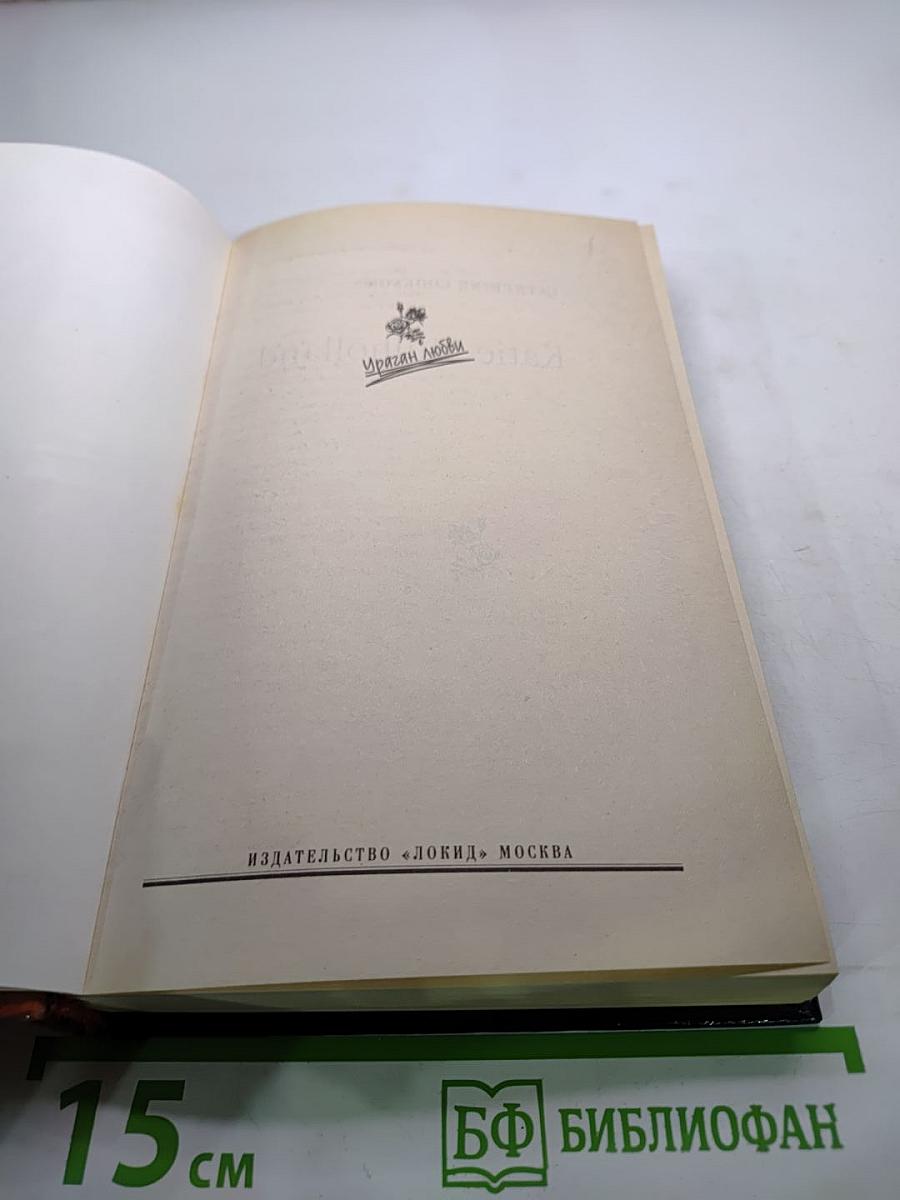 ураган любви
ИЗДАТЕЛЬСТВО «ЛОКИД» МОСКВА
15 см
БФ БИБЛИОФАН